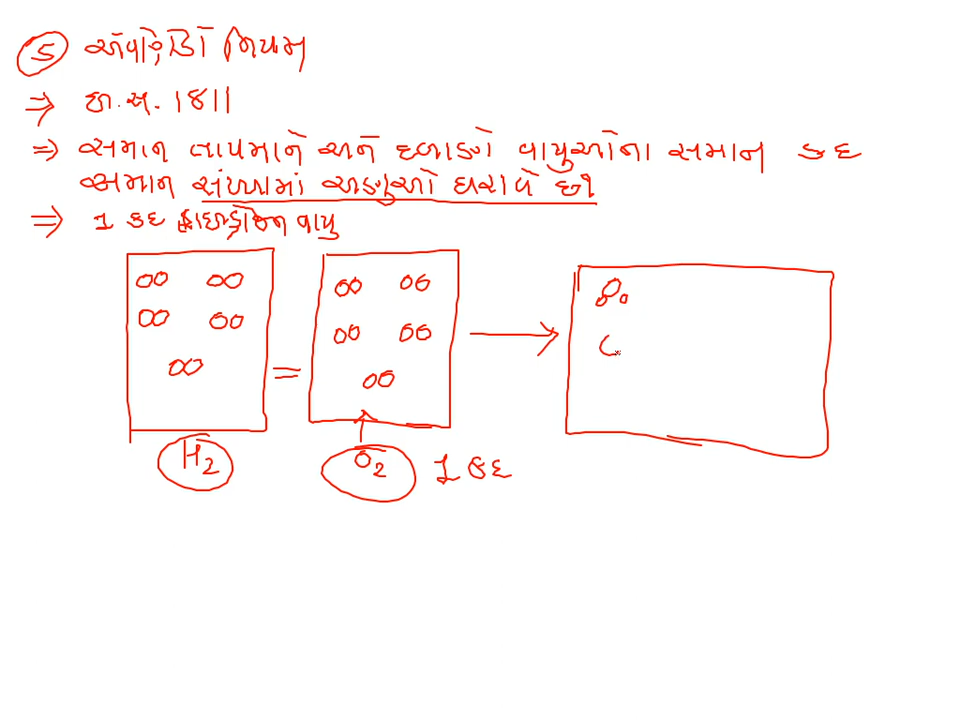 5 એવોગેડ્રો નિયમ
⇒ ઇ.સ. 1811
⇒ સમાન તાપમાને અને દબાણે વાયુઓના સમાન કદ
સમાન સંખ્યામાં અણુઓ ધરાવે છે
⇒ 1 કદ હાઇડ્રોજન વાયુ
= →
H2 O2 1 કદ